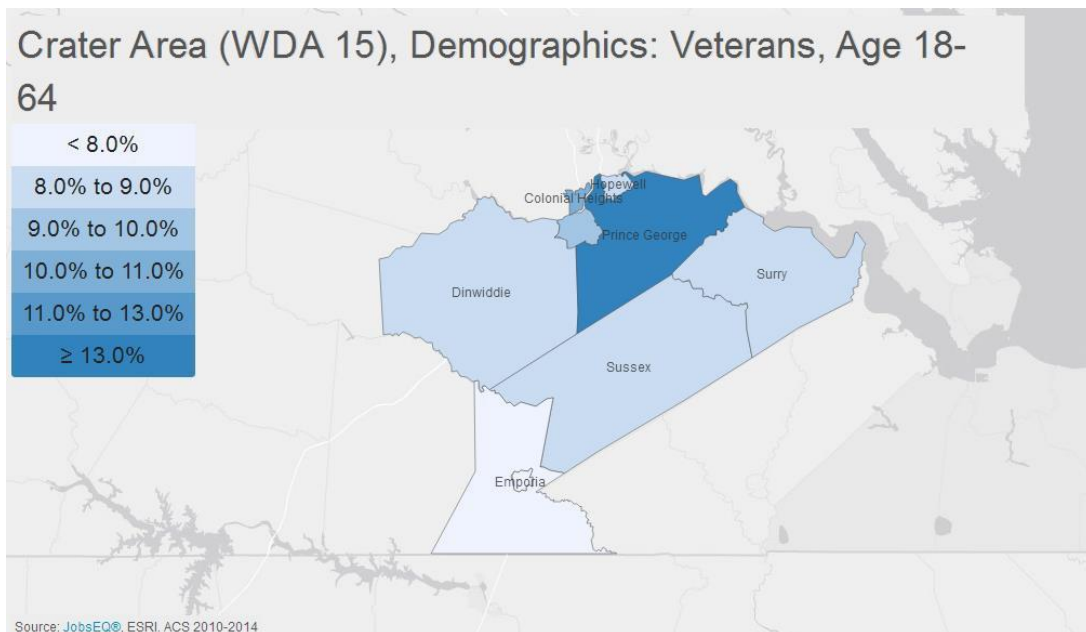 Crater Area (WDA 15), Demographics: Veterans, Age 18-
64
< 8.0%
8.0% to 9.0%
9.0% to 10.0%
10.0% to 11.0%
11.0% to 13.0%
≥ 13.0%
Hopewell
Colonial Heights
Prince George
Surry
Dinwiddie
Sussex
Emporia
Source: JobsEQ®, ESRI, ACS 2010-2014